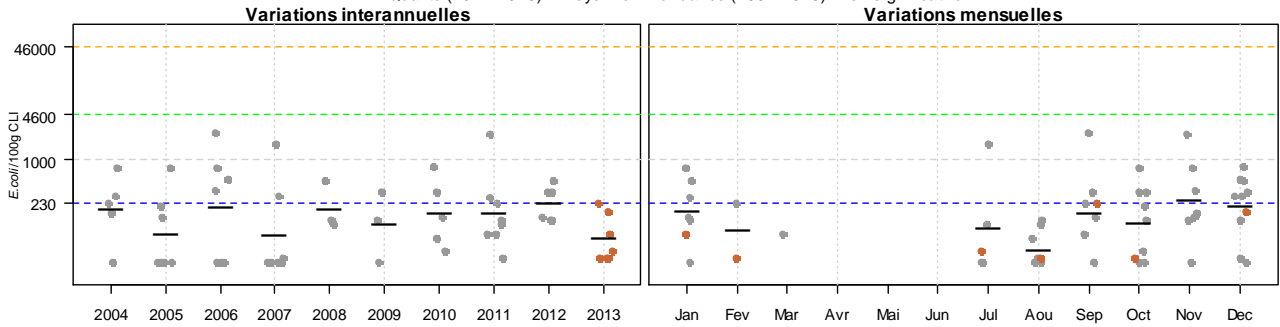 Variations interannuelles
Variations mensuelles
46000
4600
1000
230
E.coli/100g CLI
2004 2005 2006 2007 2008 2009 2010 2011 2012 2013
Jan Fev Mar Avr Mai Jun Jul Aou Sep Oct Nov Dec